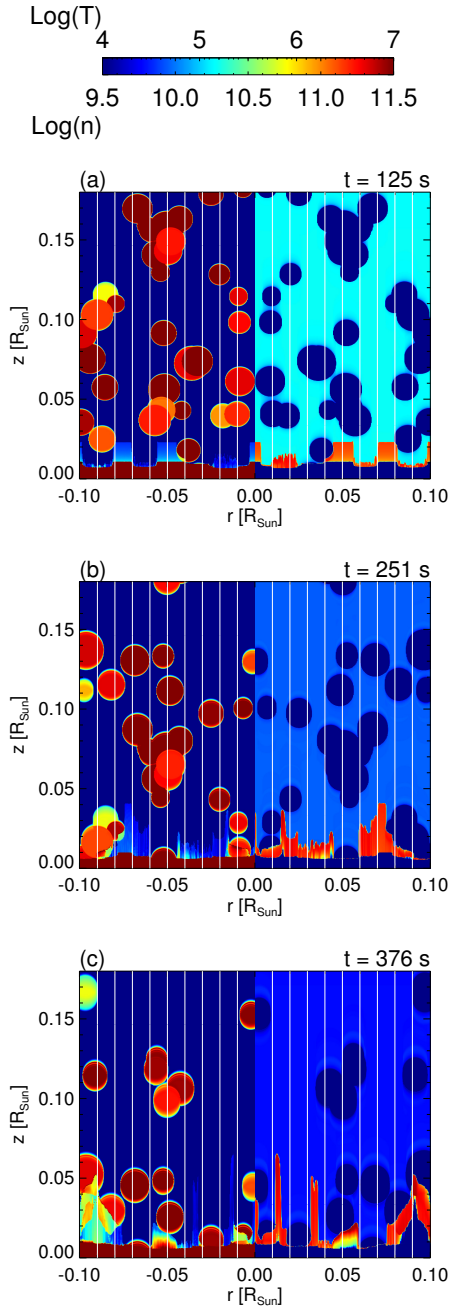 Log(T)
4 5 6 7
9.5 10.0 10.5 11.0 11.5
Log(n)
(a) t = 125 s
0.15
0.10
z [R_Sun]
0.05
0.00
-0.10 -0.05 0.00 0.05 0.10
r [R_Sun]
(b) t = 251 s
0.15
0.10
z [R_Sun]
0.05
0.00
-0.10 -0.05 0.00 0.05 0.10
r [R_Sun]
(c) t = 376 s
0.15
0.10
z [R_Sun]
0.05
0.00
-0.10 -0.05 0.00 0.05 0.10
r [R_Sun]